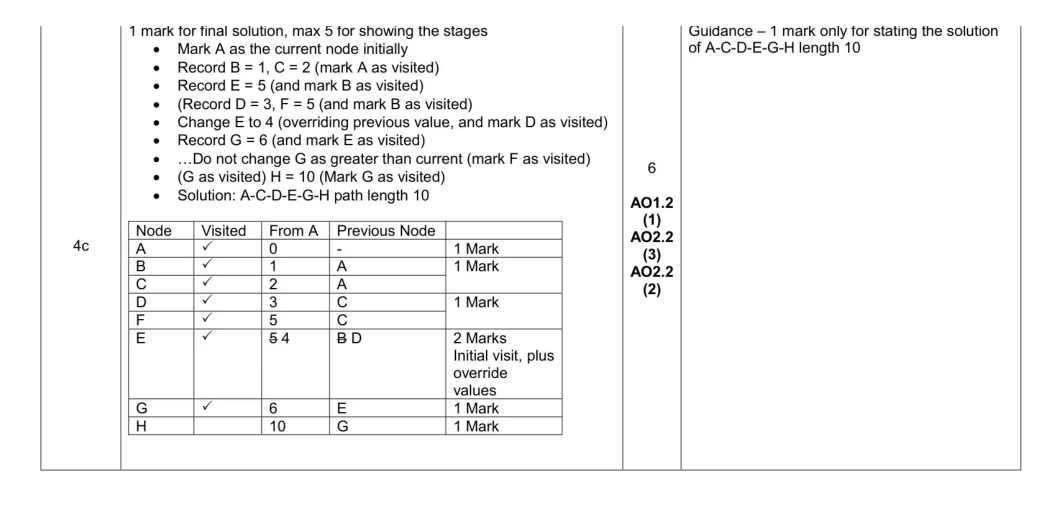 1 mark for final solution, max 5 for showing the stages
• Mark A as the current node initially
• Record B = 1, C = 2 (mark A as visited)
• Record E = 5 (and mark B as visited)
• (Record D = 3, F = 5 (and mark B as visited)
• Change E to 4 (overriding previous value, and mark D as visited)
• Record G = 6 (and mark E as visited)
• …Do not change G as greater than current (mark F as visited)
• (G as visited) H = 10 (Mark G as visited)
• Solution: A-C-D-E-G-H path length 10
4c
Node Visited From A Previous Node
A ✓ 0 - 1 Mark
B ✓ 1 A 1 Mark
C ✓ 2 A
D ✓ 3 C 1 Mark
F ✓ 5 C
E ✓ 5 4 B D 2 Marks
Initial visit, plus
override
values
G ✓ 6 E 1 Mark
H 10 G 1 Mark
6
AO1.2
(1)
AO2.2
(3)
AO2.2
(2)
Guidance – 1 mark only for stating the solution
of A-C-D-E-G-H length 10